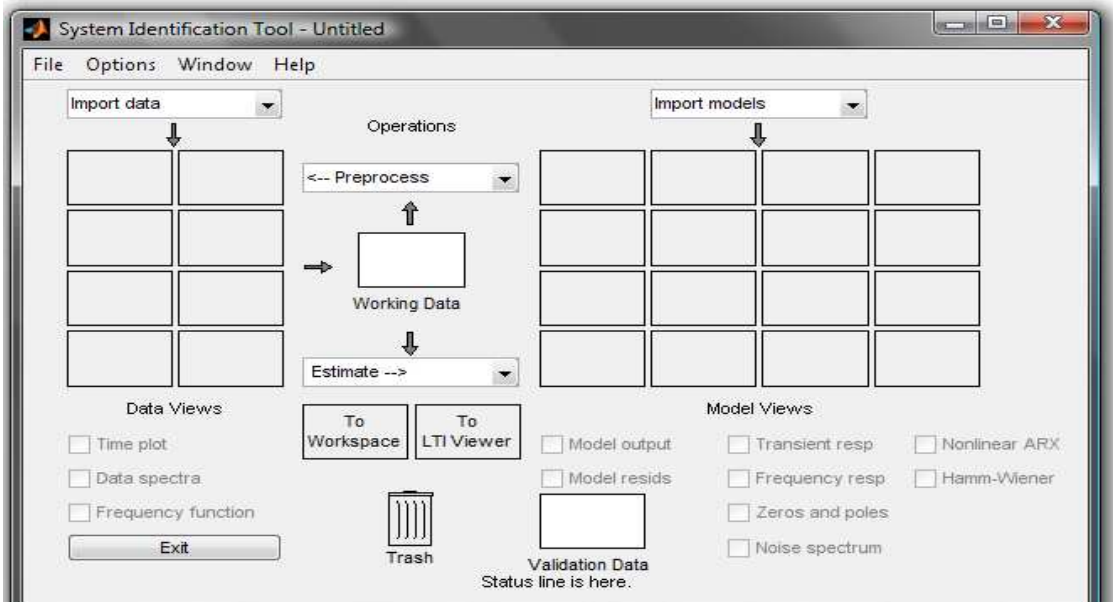 System Identification Tool - Untitled
File Options Window Help
Import data
Import models
Operations
<-- Preprocess
Working Data
Estimate -->
Data Views
Model Views
To Workspace
To LTI Viewer
Time plot
Data spectra
Frequency function
Exit
Trash
Model output
Model resids
Transient resp
Frequency resp
Zeros and poles
Noise spectrum
Nonlinear ARX
Hamm-Wiener
Validation Data
Status line is here.